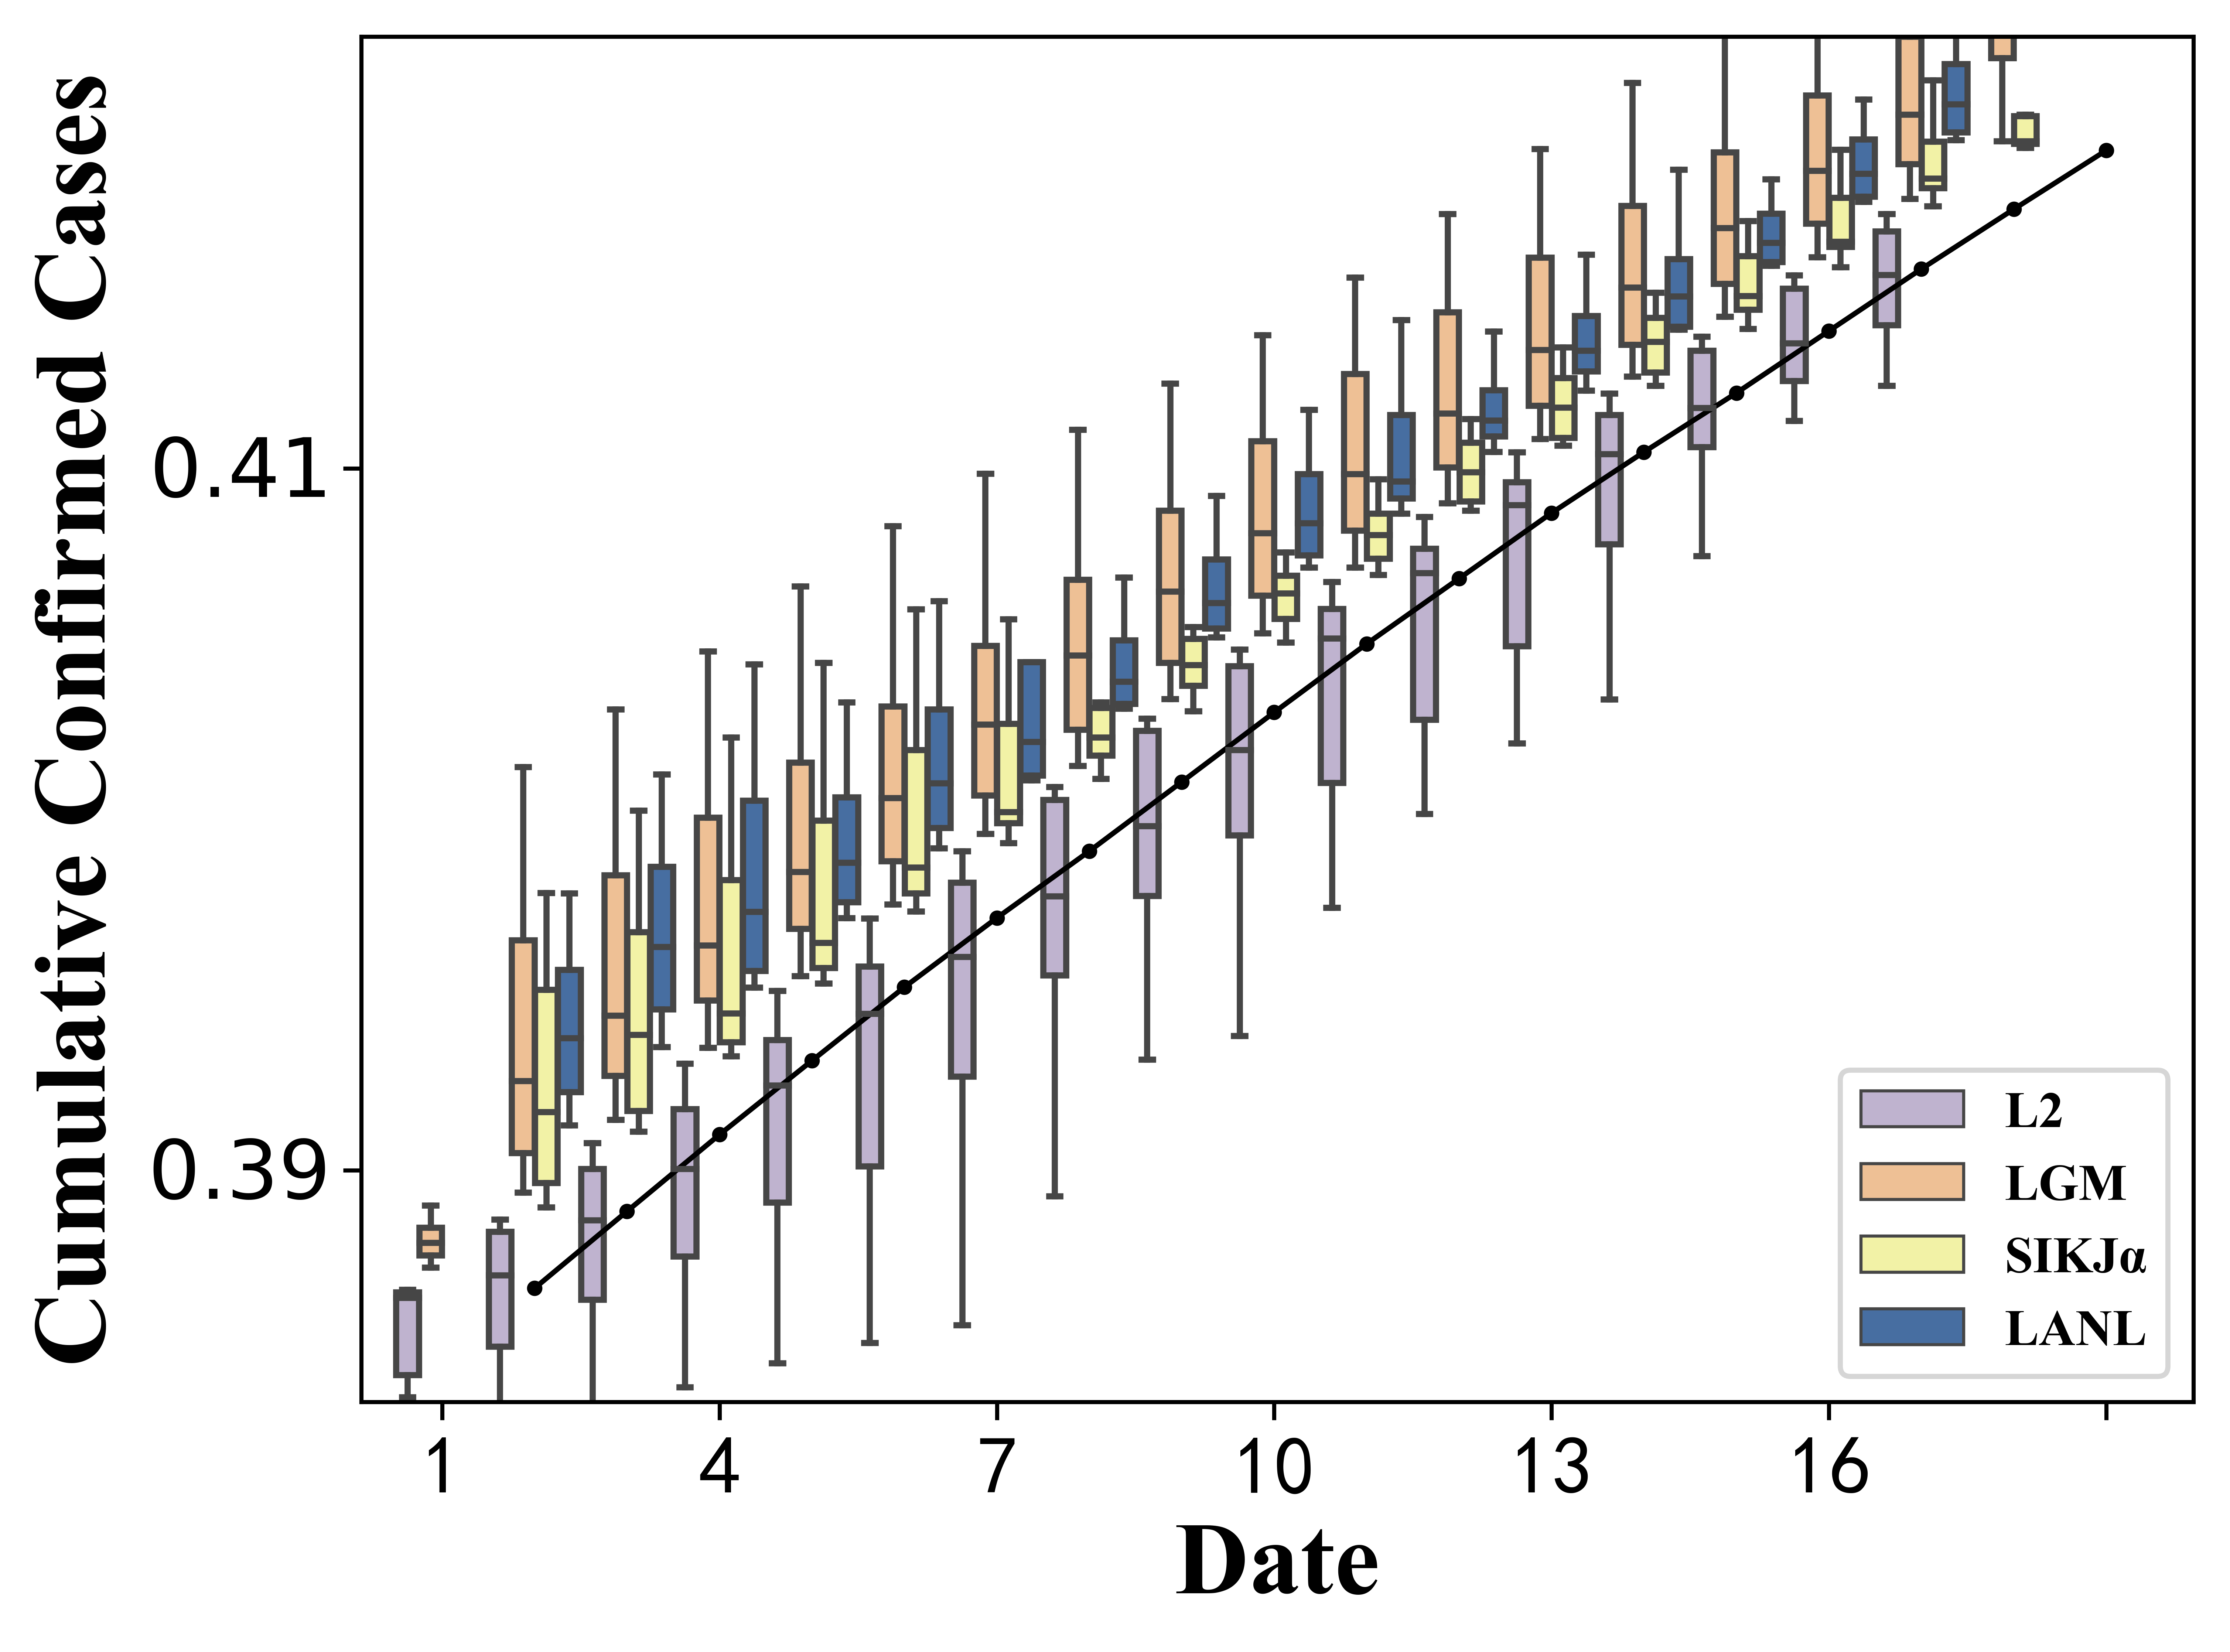 Cumulative Confirmed Cases
0.41
0.39
1 4 7 10 13 16
Date
L2
LGM
SIKJα
LANL